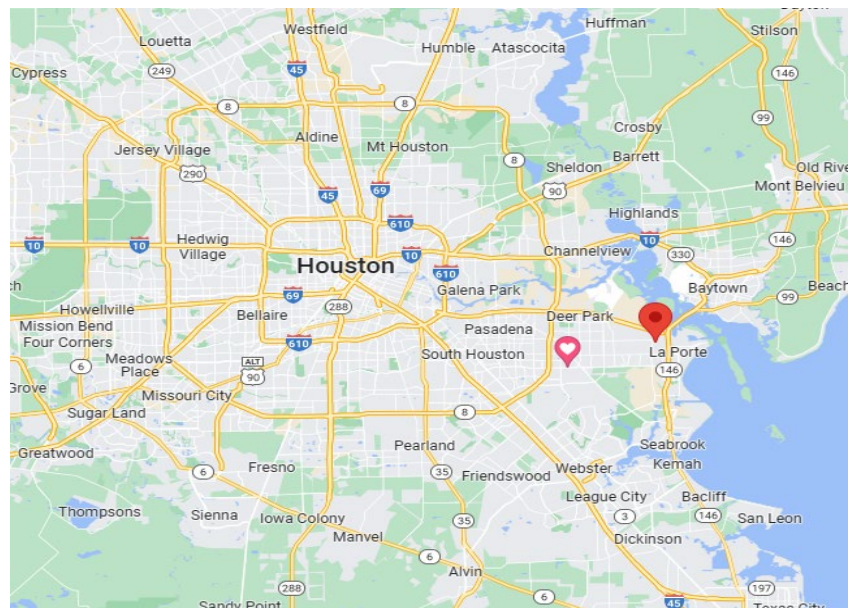 Huffman
Stilson
Westfield
Louetta
Humble
Atascocita
Cypress
45
249
146
8
8
99
Aldine
Crosby
Mt Houston
Jersey Village
8
Barrett
290
Sheldon
90
Old Rive
Mont Belvieu
69
45
Highlands
610
10
10
Hedwig
Village
10
Channelview
10
146
330
Houston
610
69
Galena Park
Baytown
99
Beach
Howellville
288
Mission Bend
Bellaire
Deer Park
Four Corners
610
Pasadena
South Houston
La Porte
Meadows
Place
ALT
90
6
146
Grove
Missouri City
8
Sugar Land
Pearland
Seabrook
Greatwood
6
Fresno
35
Webster
Kemah
Friendswood
League City
Bacliff
Thompsons
Sienna
Iowa Colony
35
3
146
San Leon
Manvel
Dickinson
6
Alvin
288
6
197
Sandy Point
45
Texas City